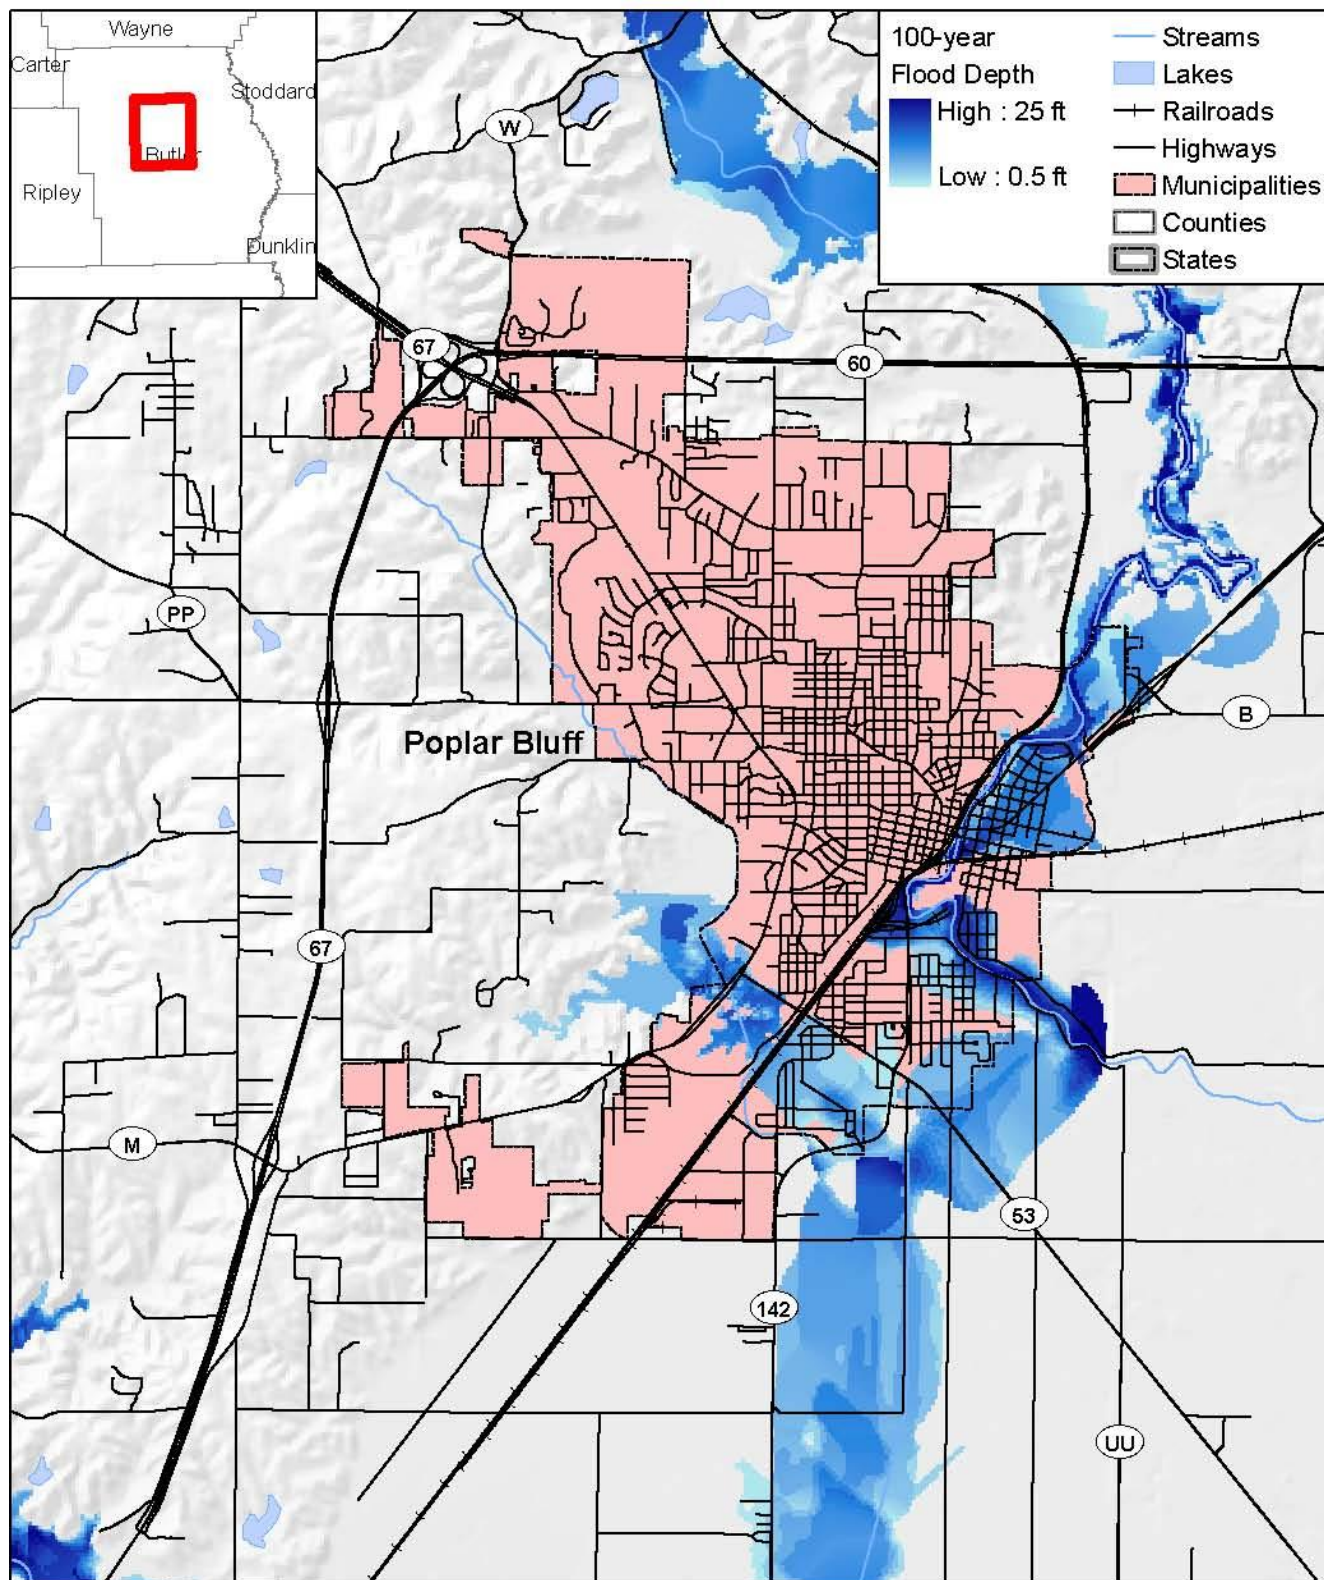 Wayne
Carter
Stoddard
Butler
Ripley
Dunklin
100-year
Flood Depth
High : 25 ft
Low : 0.5 ft
Streams
Lakes
Railroads
Highways
Municipalities
Counties
States
W
67
60
PP
B
Poplar Bluff
67
M
53
142
UU